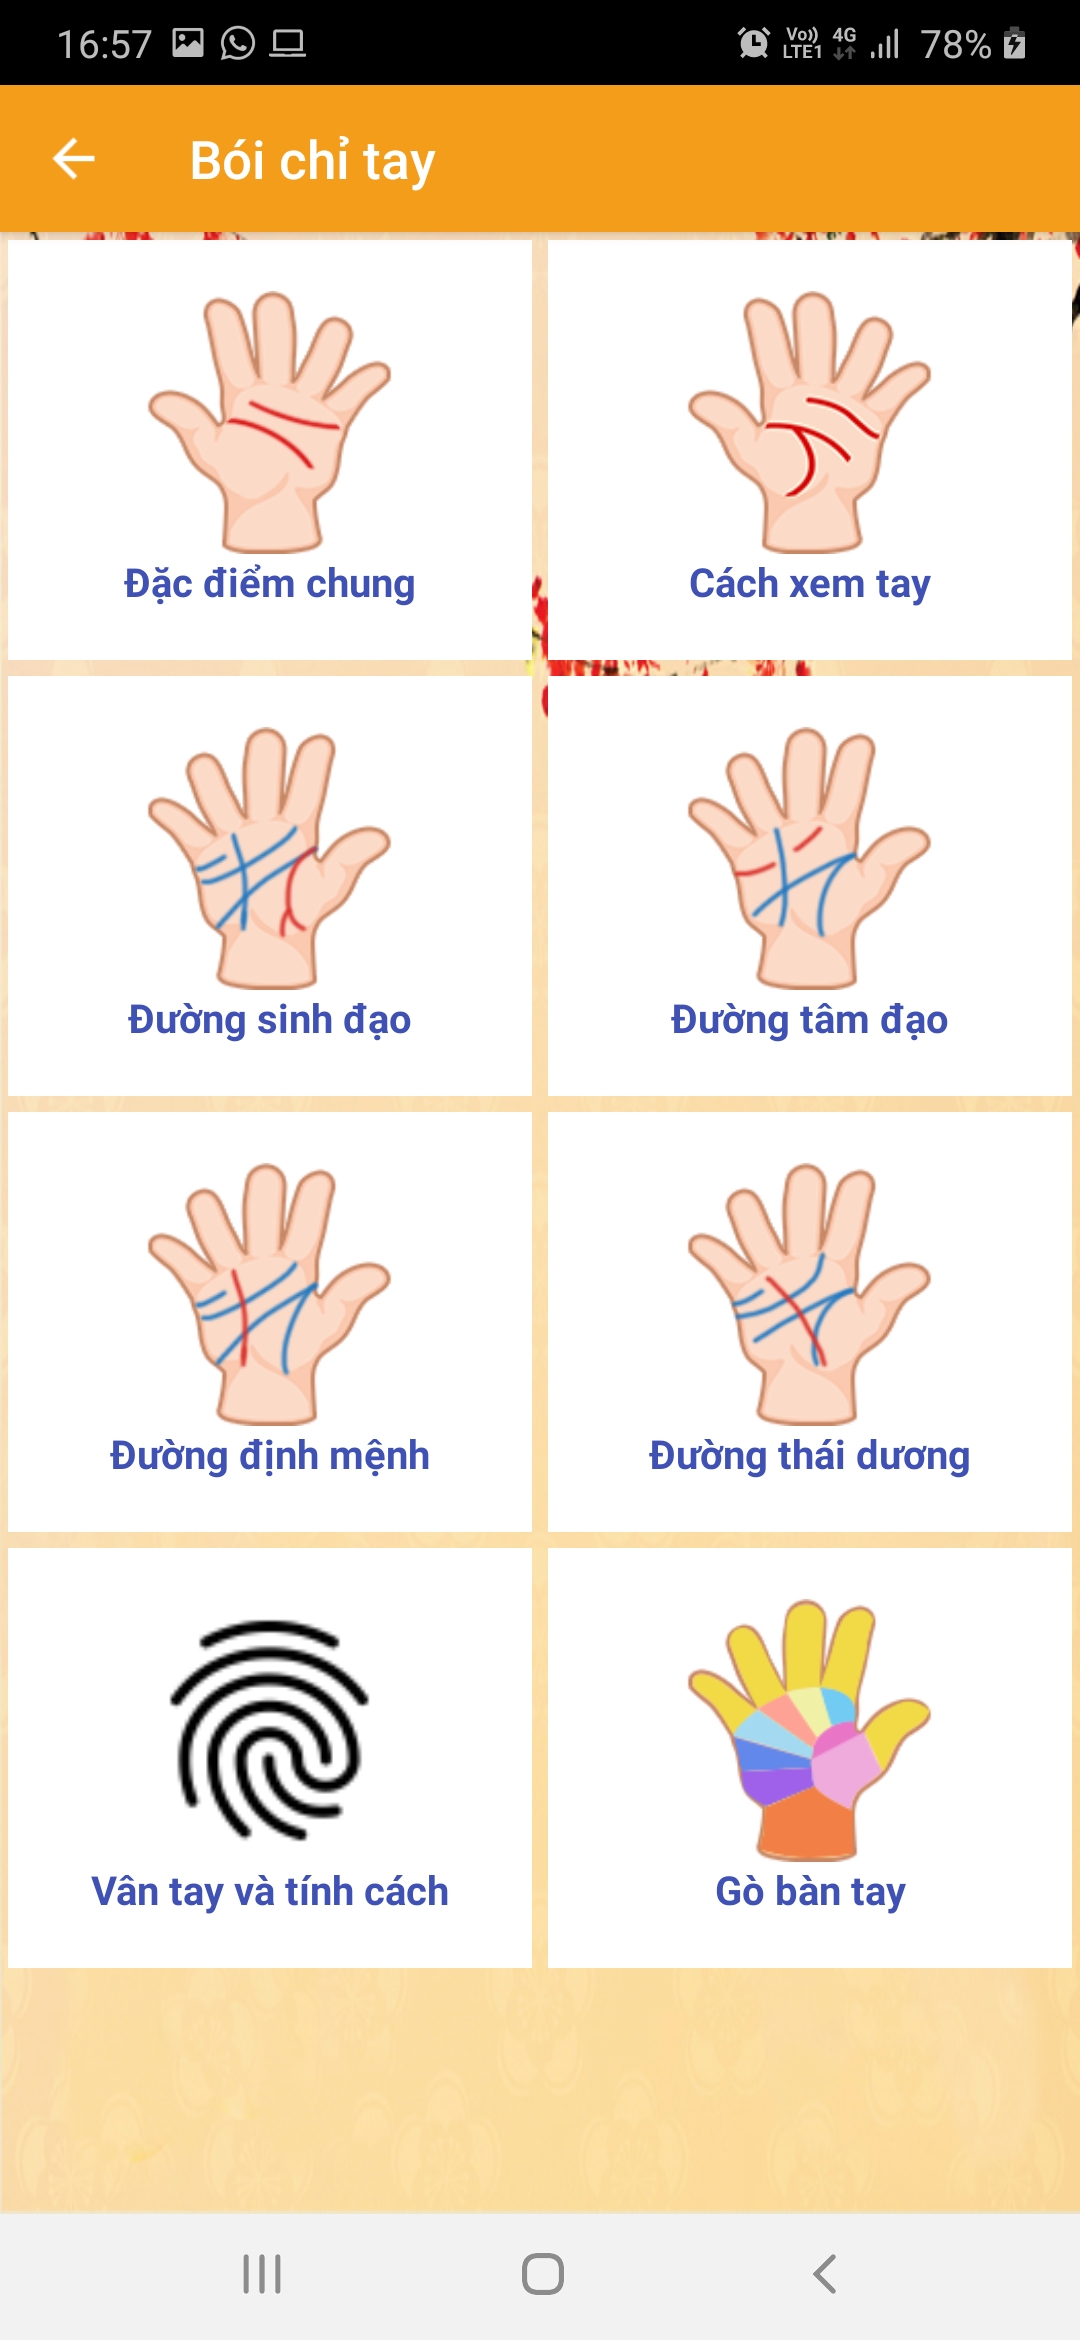 16:57
Vo)) LTE1 4G 78%
Bói chỉ tay
Đặc điểm chung
Cách xem tay
Đường sinh đạo
Đường tâm đạo
Đường định mệnh
Đường thái dương
Vân tay và tính cách
Gò bàn tay